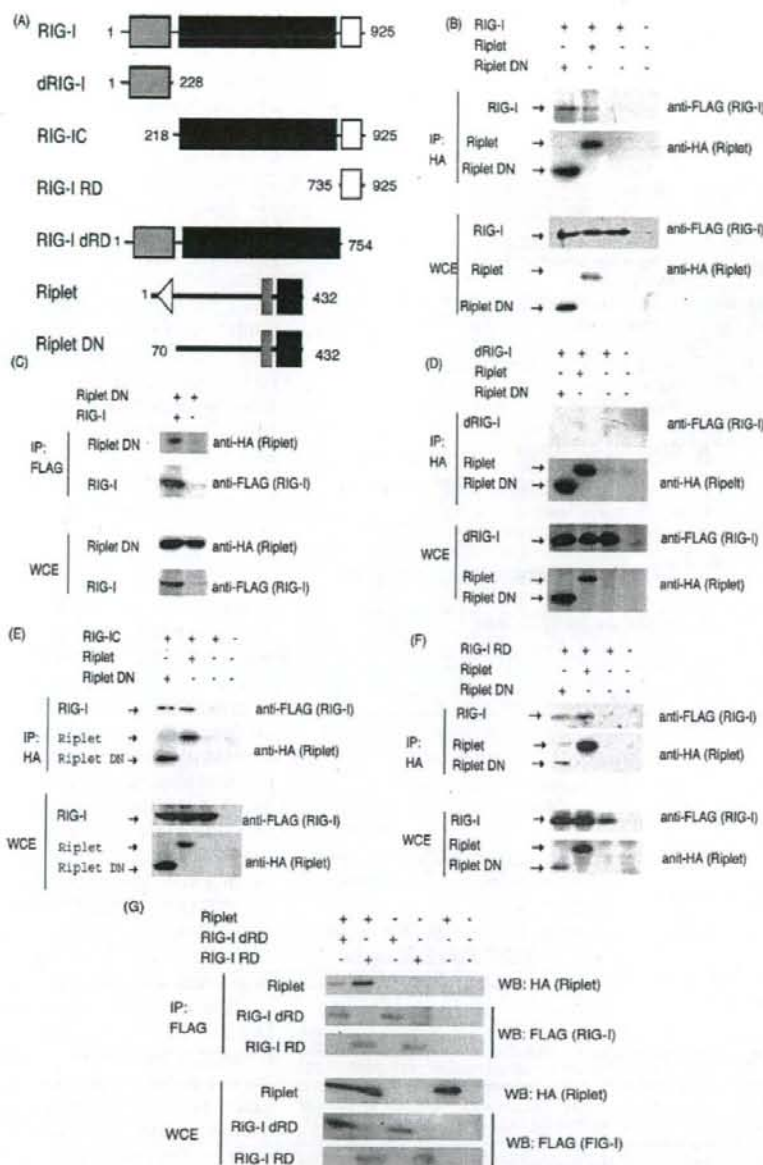 (A)
RIG-I 1 925
dRIG-I 1 228
RIG-IC 218 925
RIG-I RD 735 925
RIG-I dRD 1 754
Riplet 1 432
Riplet DN 70 432
(B) RIG-I + + + -
Riplet - + - -
Riplet DN + - - -
RIG-I → anti-FLAG (RIG-I)
IP: HA
Riplet → anti-HA (Riplet)
Riplet DN →
RIG-I → anti-FLAG (RIG-I)
WCE
Riplet → anti-HA (Riplet)
Riplet DN →
(C)
Riplet DN + +
RIG-I + -
IP: FLAG
Riplet DN anti-HA (Riplet)
RIG-I anti-FLAG (RIG-I)
WCE
Riplet DN anti-HA (Riplet)
RIG-I anti-FLAG (RIG-I)
(D) dRIG-I + + + -
Riplet - + - -
Riplet DN + - - -
dRIG-I anti-FLAG (RIG-I)
IP: HA
Riplet →
Riplet DN → anti-HA (Ripelt)
WCE
dRIG-I → anti-FLAG (RIG-I)
Riplet → anti-HA (Riplet)
Riplet DN →
(E) RIG-IC + + + -
Riplet - + - -
Riplet DN + - - -
RIG-I → anti-FLAG (RIG-I)
IP: HA
Riplet → anti-HA (Riplet)
Riplet DN →
WCE
RIG-I → anti-FLAG (RIG-I)
Riplet →
Riplet DN → anti-HA (Riplet)
(F)
RIG-I RD + + + -
Riplet - + - -
Riplet DN + - - -
RIG-I → anti-FLAG (RIG-I)
IP: HA
Riplet → anti-HA (Riplet)
Riplet DN →
WCE
RIG-I → anti-FLAG (RIG-I)
Riplet → anti-HA (Riplet)
Riplet DN →
(G)
Riplet + + - - + -
RIG-I dRD + - + - - -
RIG-I RD - + - + - -
IP: FLAG
Riplet WB: HA (Riplet)
RIG-I dRD
RIG-I RD WB: FLAG (RIG-I)
WCE
Riplet WB: HA (Riplet)
RiG-I dRD
RIG-I RD WB: FLAG (FIG-I)